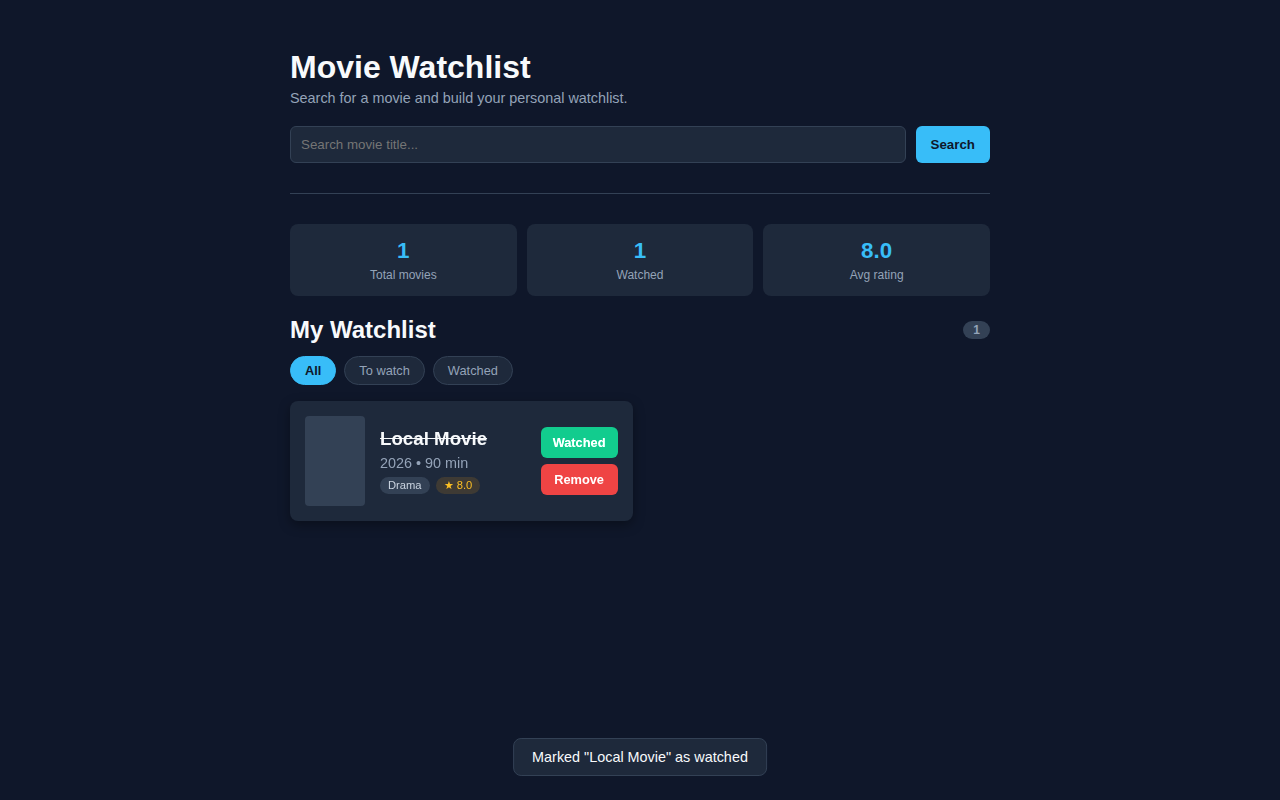 Movie Watchlist
Search for a movie and build your personal watchlist.
Search movie title...
Search
1
Total movies
1
Watched
8.0
Avg rating
My Watchlist
1
All
To watch
Watched
Local Movie
2026 • 90 min
Drama
★ 8.0
Watched
Remove
Marked "Local Movie" as watched